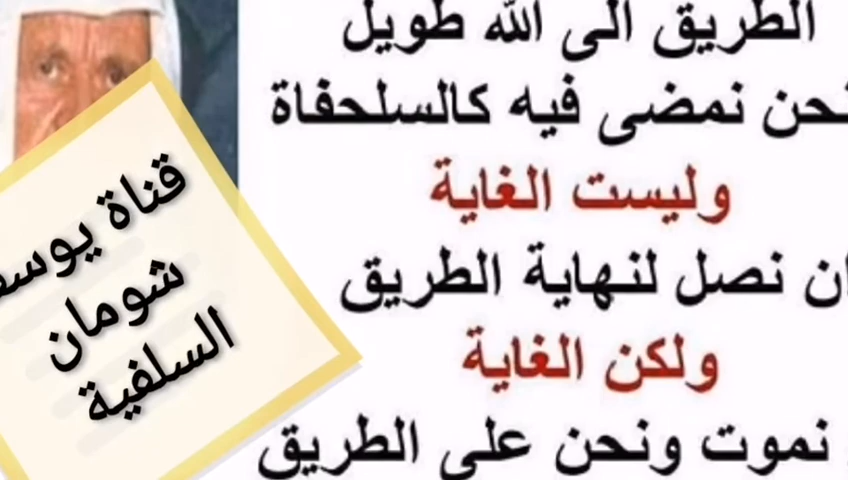 الطريق الى الله طويل
نحن نمضى فيه كالسلحفاة
وليست الغاية
ان نصل لنهاية الطريق
ولكن الغاية
نموت ونحن على الطريق
قناة يوسف
شومان
السلفية